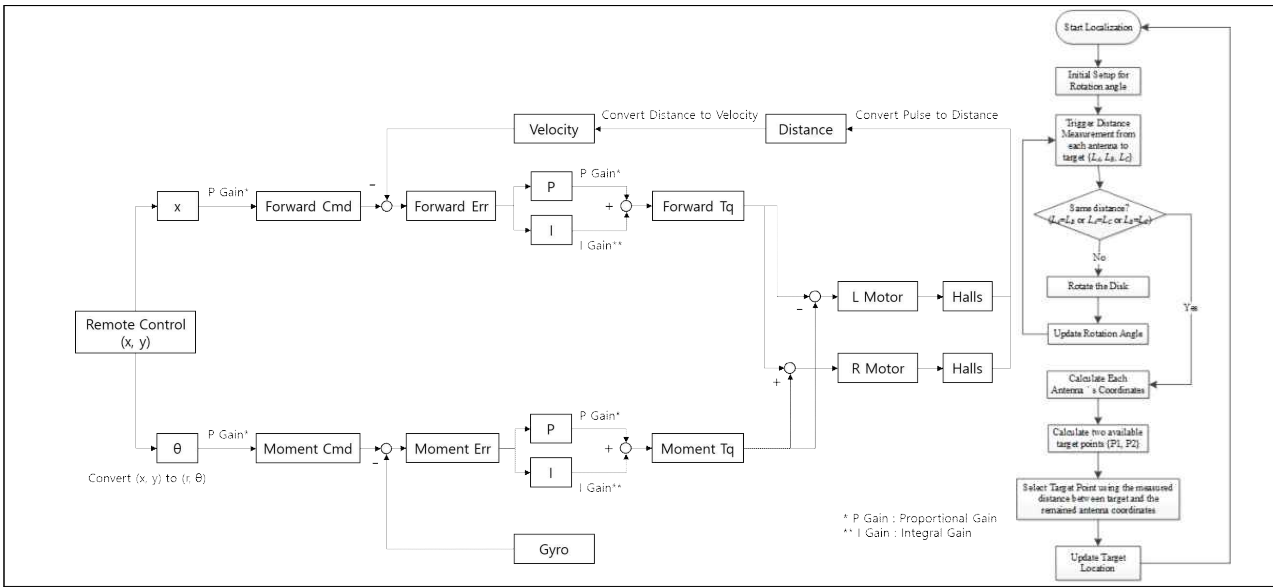 Velocity
Convert Distance to Velocity
Distance
Convert Pulse to Distance
x
P Gain*
Forward Cmd
−
Forward Err
P
P Gain*
I
I Gain**
+
Forward Tq
Remote Control
(x, y)
−
L Motor
Halls
+
R Motor
Halls
θ
P Gain*
Convert (x, y) to (r, θ)
Moment Cmd
−
Moment Err
P
P Gain*
I
I Gain**
+
Moment Tq
Gyro
* P Gain : Proportional Gain
** I Gain : Integral Gain
Start Localization
Initial Setup for
Rotation angle
Trigger Distance
Measurement from
each antenna to
target {LA, LB, LC}
Same distance?
(LA=LB or LA=LC or LB=LC)
No
Yes
Rotate the Disk
Update Rotation Angle
Calculate Each
Antenna ´ s Coordinates
Calculate two available
target points {P1, P2}
Select Target Point using the measured
distance between target and the
remained antenna coordinates
Update Target
Location